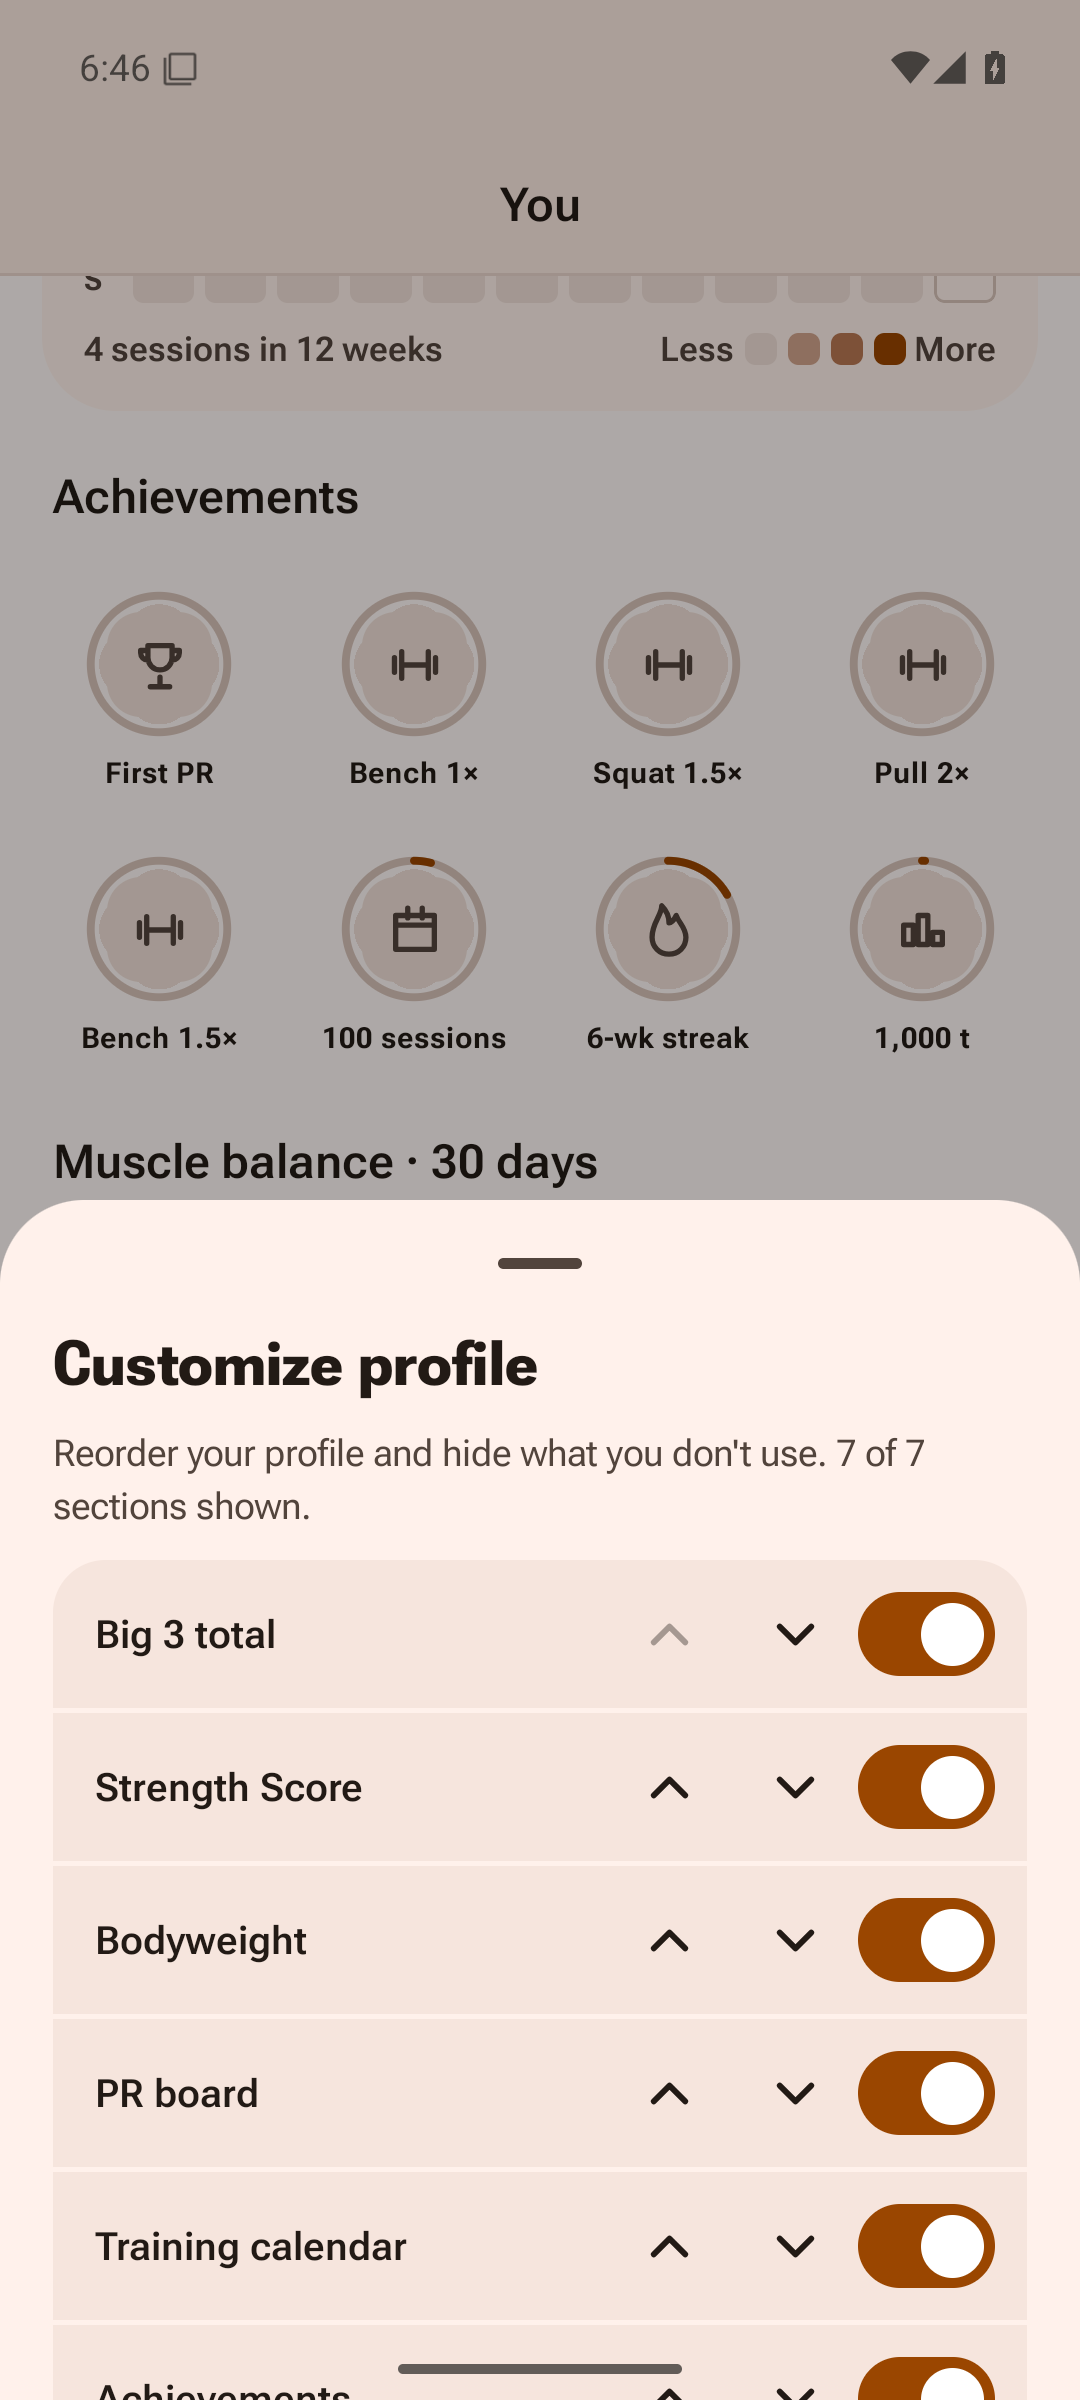 6:46
You
S
4 sessions in 12 weeks
Less
More
Achievements
First PR
Bench 1×
Squat 1.5×
Pull 2×
Bench 1.5×
100 sessions
6-wk streak
1,000 t
Muscle balance · 30 days
Customize profile
Reorder your profile and hide what you don't use. 7 of 7
sections shown.
Big 3 total
Strength Score
Bodyweight
PR board
Training calendar
Achievements